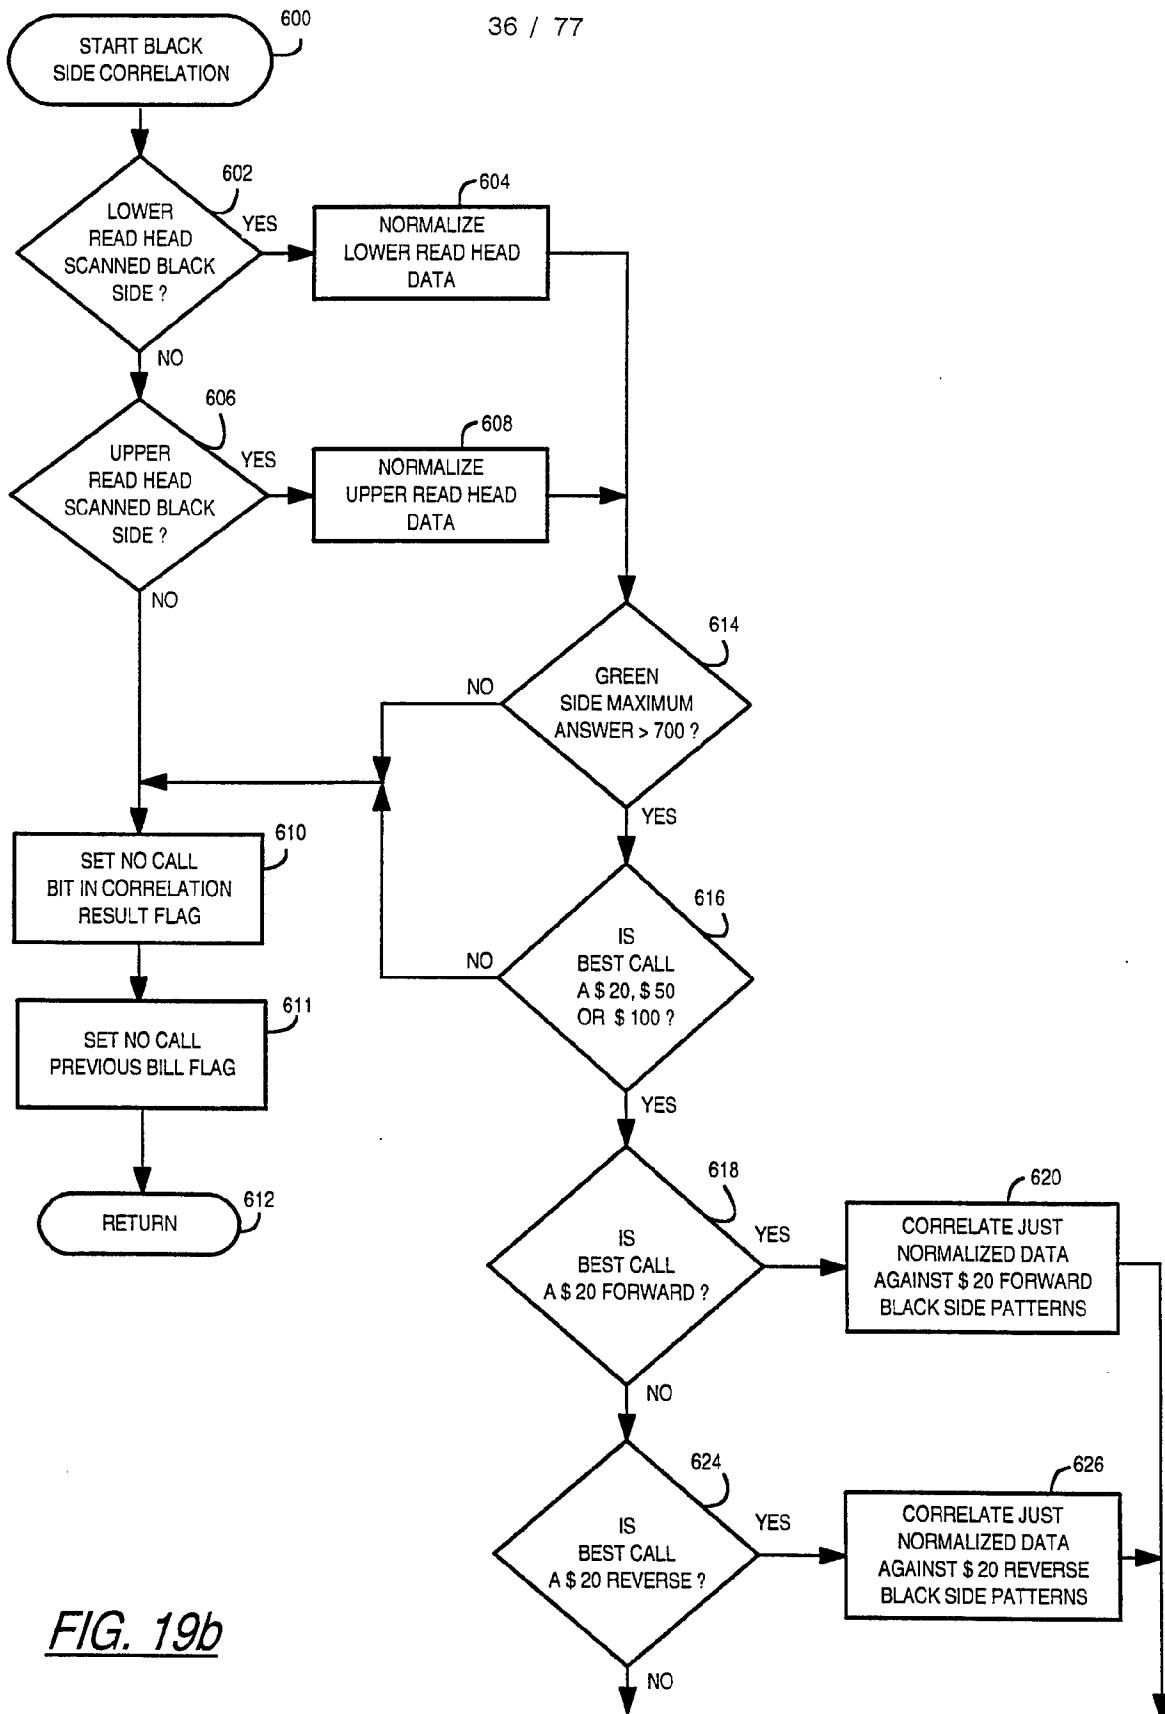 36 / 77
600
START BLACK
SIDE CORRELATION
602
LOWER
READ HEAD
SCANNED BLACK
SIDE ?
YES
NO
604
NORMALIZE
LOWER READ HEAD
DATA
606
UPPER
READ HEAD
SCANNED BLACK
SIDE ?
YES
NO
608
NORMALIZE
UPPER READ HEAD
DATA
614
GREEN
SIDE MAXIMUM
ANSWER > 700 ?
NO
YES
610
SET NO CALL
BIT IN CORRELATION
RESULT FLAG
616
IS
BEST CALL
A $ 20, $ 50
OR $ 100 ?
NO
YES
611
SET NO CALL
PREVIOUS BILL FLAG
612
RETURN
618
IS
BEST CALL
A $ 20 FORWARD ?
YES
NO
620
CORRELATE JUST
NORMALIZED DATA
AGAINST $ 20 FORWARD
BLACK SIDE PATTERNS
624
IS
BEST CALL
A $ 20 REVERSE ?
YES
NO
626
CORRELATE JUST
NORMALIZED DATA
AGAINST $ 20 REVERSE
BLACK SIDE PATTERNS
FIG. 19b